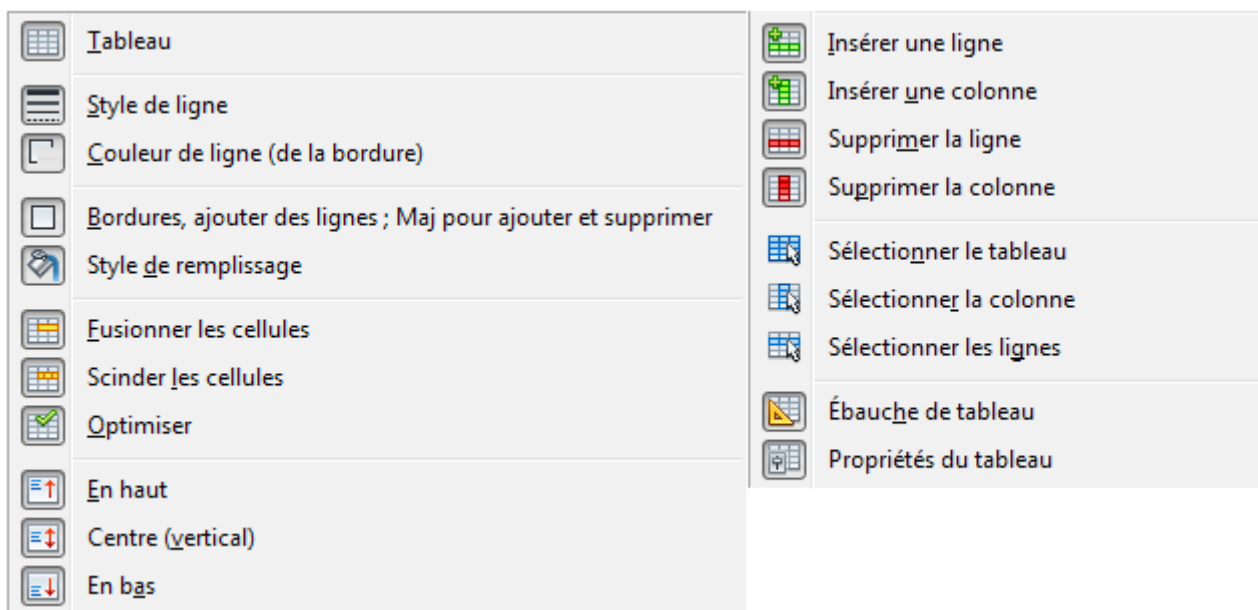 Tableau
Style de ligne
Couleur de ligne (de la bordure)
Bordures, ajouter des lignes ; Maj pour ajouter et supprimer
Style de remplissage
Fusionner les cellules
Scinder les cellules
Optimiser
En haut
Centre (vertical)
En bas
Insérer une ligne
Insérer une colonne
Supprimer la ligne
Supprimer la colonne
Sélectionner le tableau
Sélectionner la colonne
Sélectionner les lignes
Ébauche de tableau
Propriétés du tableau